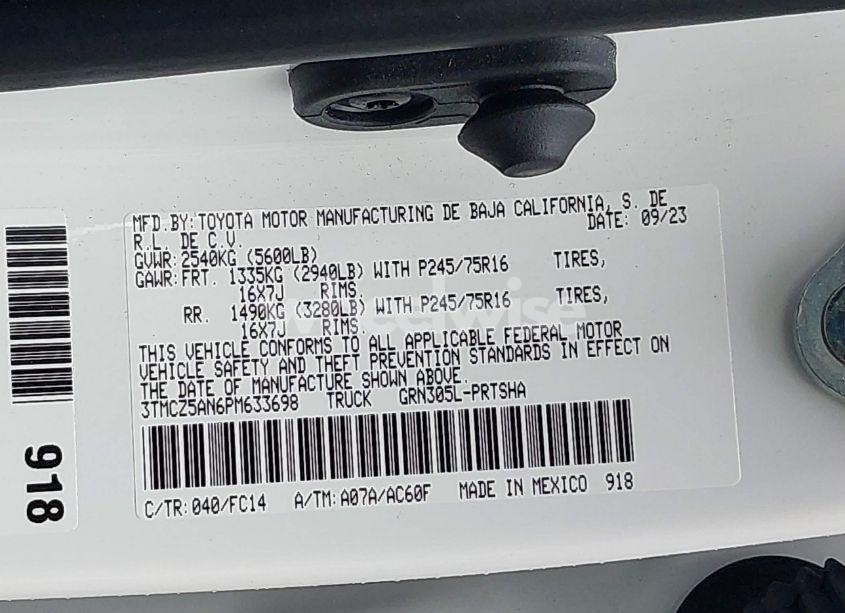 MFD.BY:TOYOTA MOTOR MANUFACTURING DE BAJA CALIFORNIA, S. DE
R.L. DE C.V. DATE: 09/23
GVWR:2540KG (5600LB)
GAWR:FRT. 1335KG (2940LB) WITH P245/75R16 TIRES,
16X7J RIMS,
RR. 1490KG (3280LB) WITH P245/75R16 TIRES,
16X7J RIMS.
THIS VEHICLE CONFORMS TO ALL APPLICABLE FEDERAL MOTOR
VEHICLE SAFETY AND THEFT PREVENTION STANDARDS IN EFFECT ON
THE DATE OF MANUFACTURE SHOWN ABOVE.
3TMCZ5AN6PM633698 TRUCK GRN305L-PRTSHA
C/TR:040/FC14 A/TM:A07A/AC60F MADE IN MEXICO 918
918
wheelwise